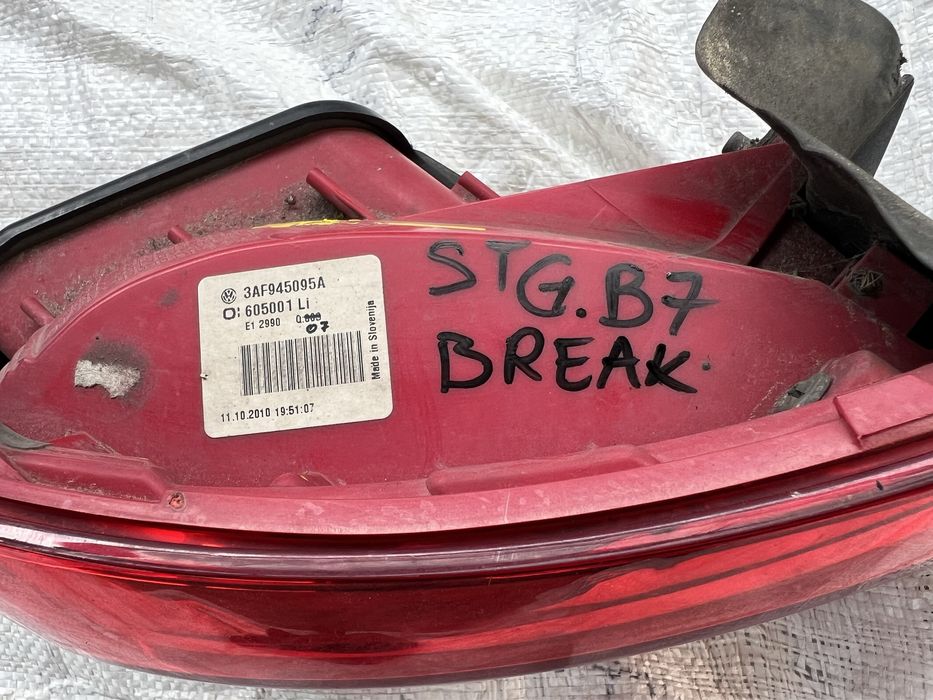 3AF945095A
605001 Li
E1 2990
07
Made in Slovenija
11.10.2010 19:51:07
STG.B7
BREAK